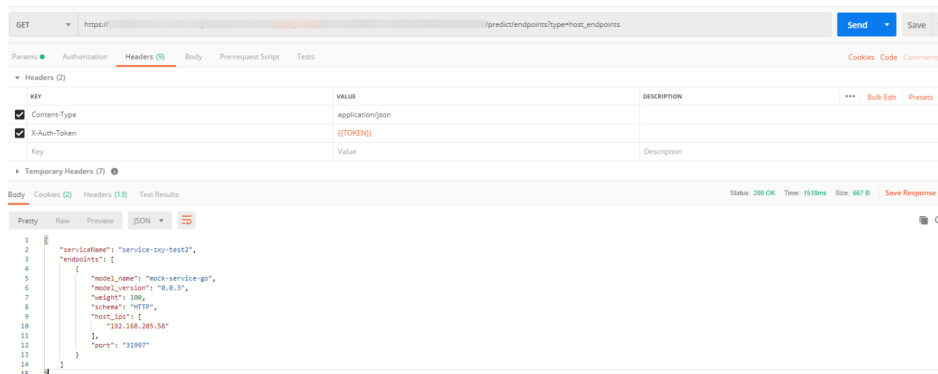 GET https:// /predict/endpoints?type=host_endpoints Send Save
Params Authorisation Headers (9) Body Pre-request Script Tests Cookies Code Comments
Headers (2)
KEY VALUE DESCRIPTION ••• Bulk Edit Presets
Content-Type application/json
X-Auth-Token {{TOKEN}}
Key Value Description
Temporary Headers (7)
Body Cookies (2) Headers (13) Test Results Status: 200 OK Time: 1518ms Size: 667 B Save Response
Pretty Raw Preview JSON
1 {
2 "serviceName": "service-zxy-test2",
3 "endpoints": [
4 {
5 "model_name": "mock-service-go",
6 "model_version": "0.0.3",
7 "weight": 100,
8 "schema": "HTTP",
9 "host_ips": [
10 "192.168.205.58"
11 ],
12 "port": "31997"
13 }
14 ]
15 }